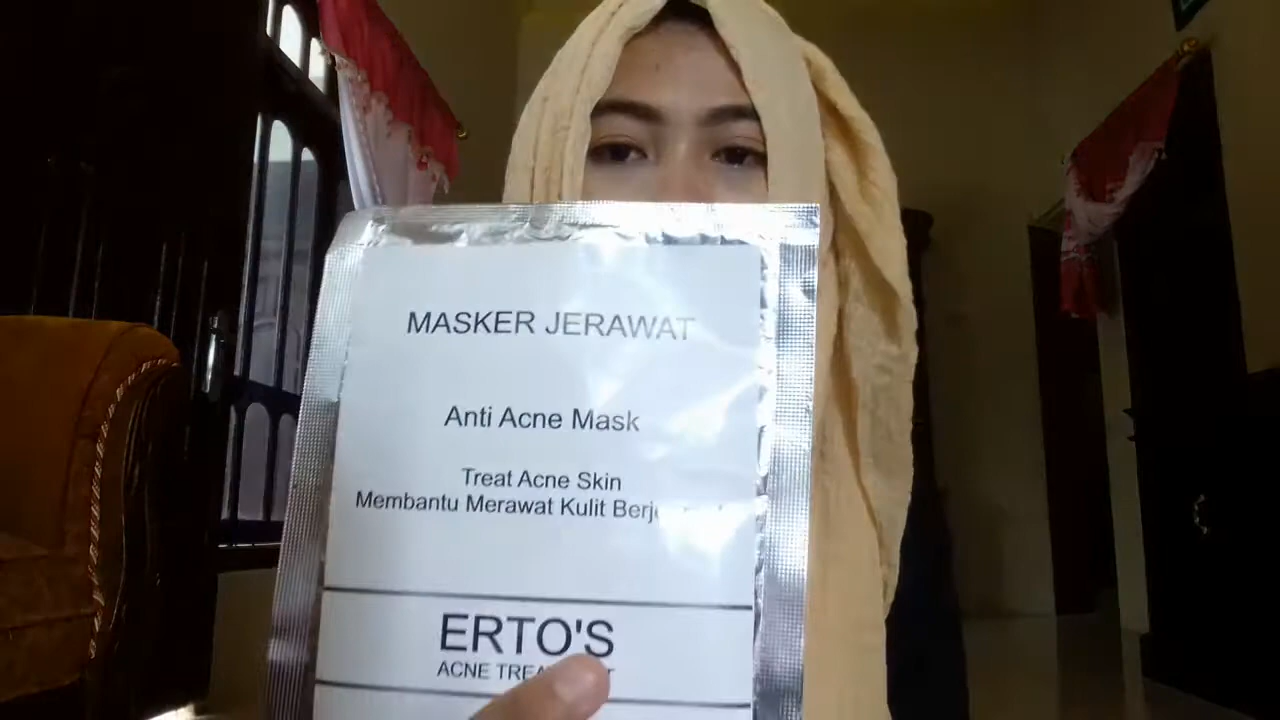 MASKER JERAWAT
Anti Acne Mask
Treat Acne Skin
Membantu Merawat Kulit
ERTO'S
ACNE